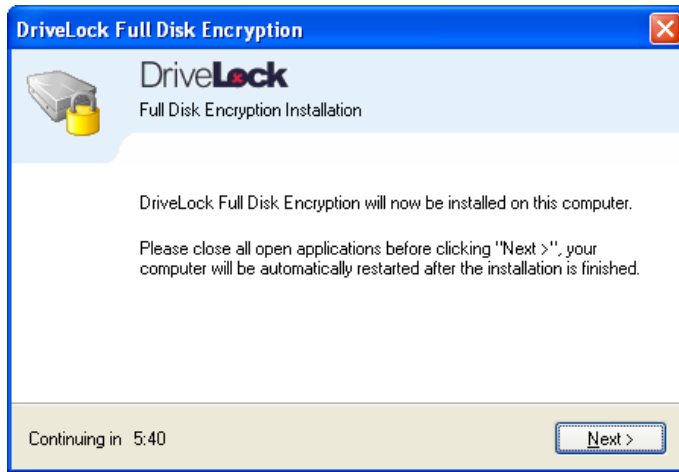 DriveLock Full Disk Encryption
DriveLock
Full Disk Encryption Installation
DriveLock Full Disk Encryption will now be installed on this computer.
Please close all open applications before clicking "Next >", your
computer will be automatically restarted after the installation is finished.
Continuing in 5:40
Next >